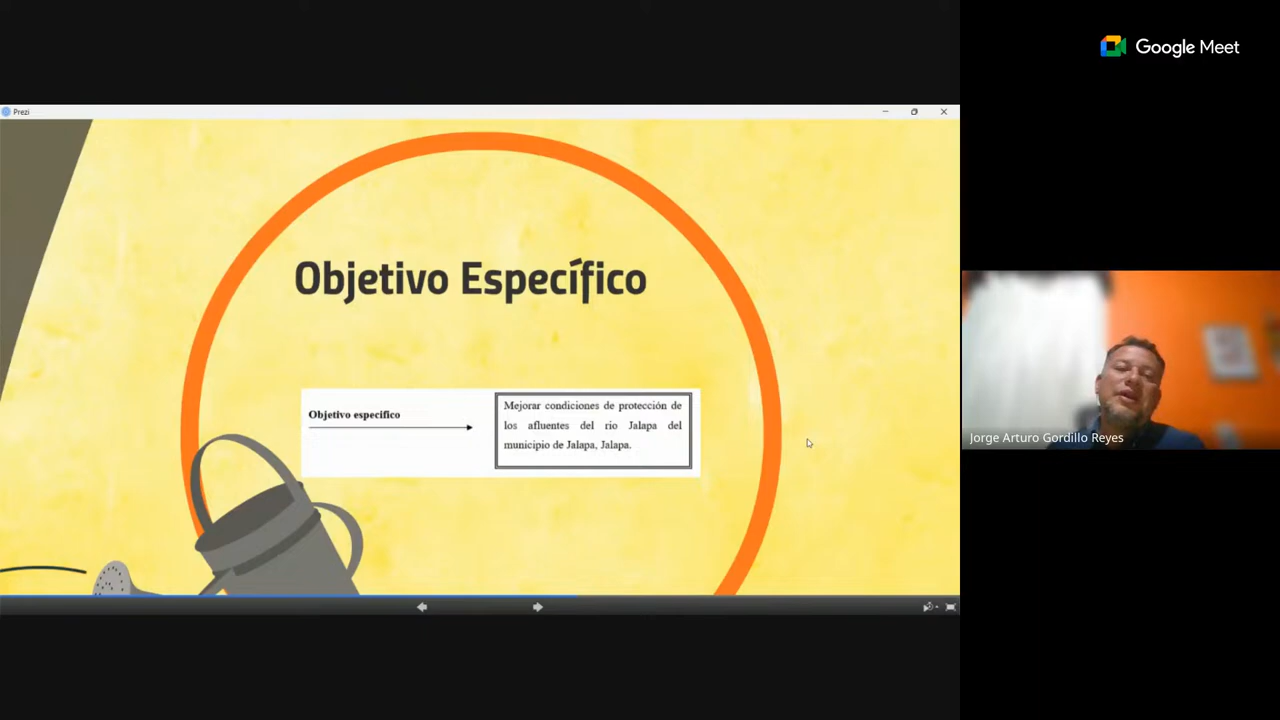 Google Meet
Prezi
Objetivo Específico
Objetivo específico
Mejorar condiciones de protección de
los afluentes del río Jalapa del
municipio de Jalapa, Jalapa.
Jorge Arturo Gordillo Reyes